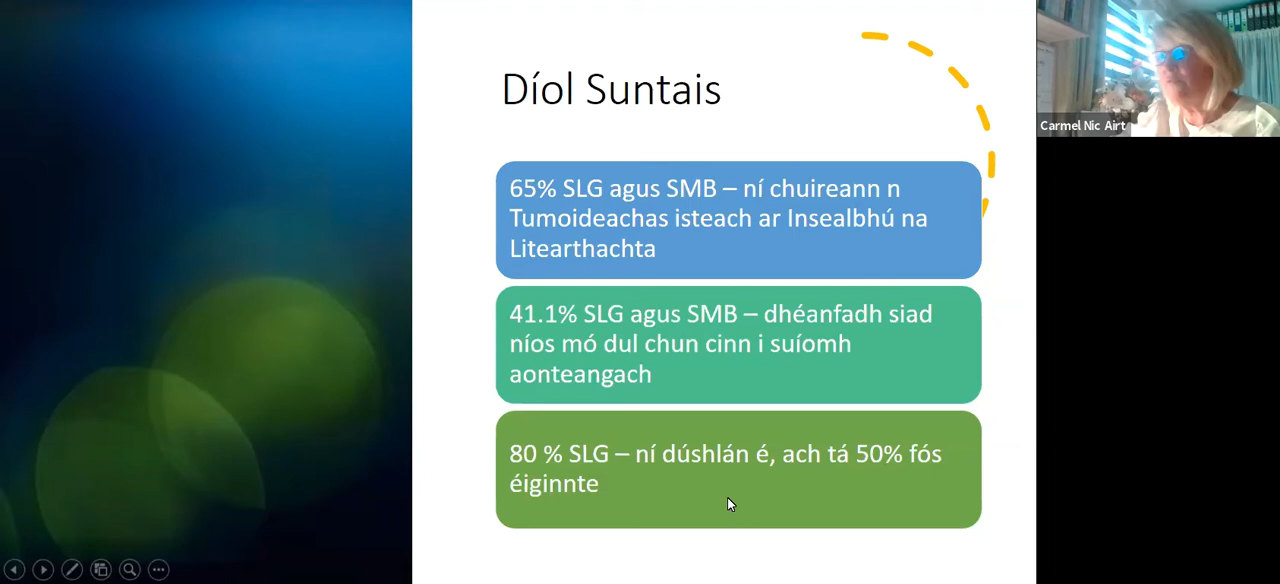 Díol Suntais
65% SLG agus SMB – ní chuireann n
Tumoideachas isteach ar Insealbhú na
Litearthachta
41.1% SLG agus SMB – dhéanfadh siad
níos mó dul chun cinn i suíomh
aonteangach
80 % SLG – ní dúshlán é, ach tá 50% fós
éiginnte
Carmel Nic Airt